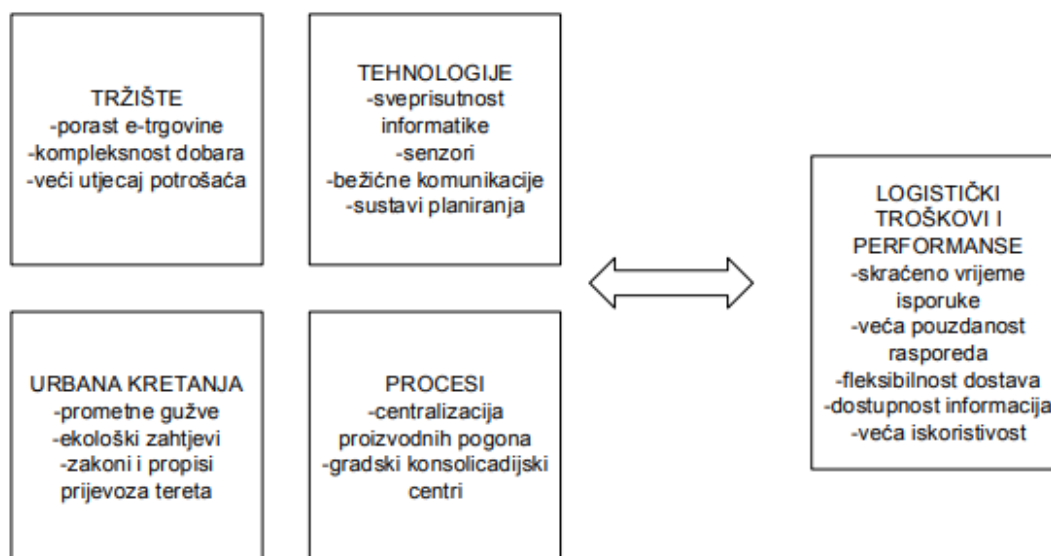 TRŽIŠTE
-porast e-trgovine
-kompleksnost dobara
-veći utjecaj potrošaća
TEHNOLOGIJE
-sveprisutnost
informatike
-senzori
-bežićne komunikacije
-sustavi planiranja
URBANA KRETANJA
-prometne gužve
-ekološki zahtjevi
-zakoni i propisi
prijevoza tereta
PROCESI
-centralizacija
proizvodnih pogona
-gradski konsolicadijski
centri
LOGISTIČKI
TROŠKOVI I
PERFORMANSE
-skraćeno vrijeme
isporuke
-veća pouzdanost
rasporeda
-fleksibilnost dostava
-dostupnost informacija
-veća iskoristivost